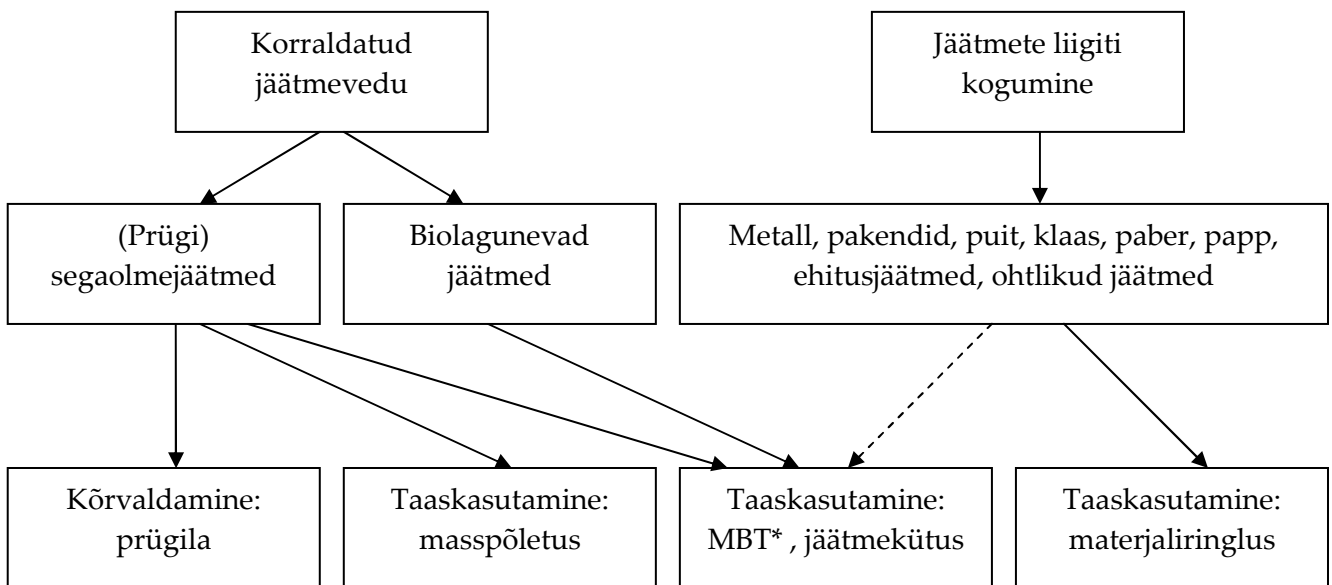 Korraldatud
jäätmevedu
Jäätmete liigiti
kogumine
(Prügi)
segaolmejäätmed
Biolagunevad
jäätmed
Metall, pakendid, puit, klaas, paber, papp,
ehitusjäätmed, ohtlikud jäätmed
Kõrvaldamine:
prügila
Taaskasutamine:
masspõletus
Taaskasutamine:
MBT* , jäätmekütus
Taaskasutamine:
materjaliringlus